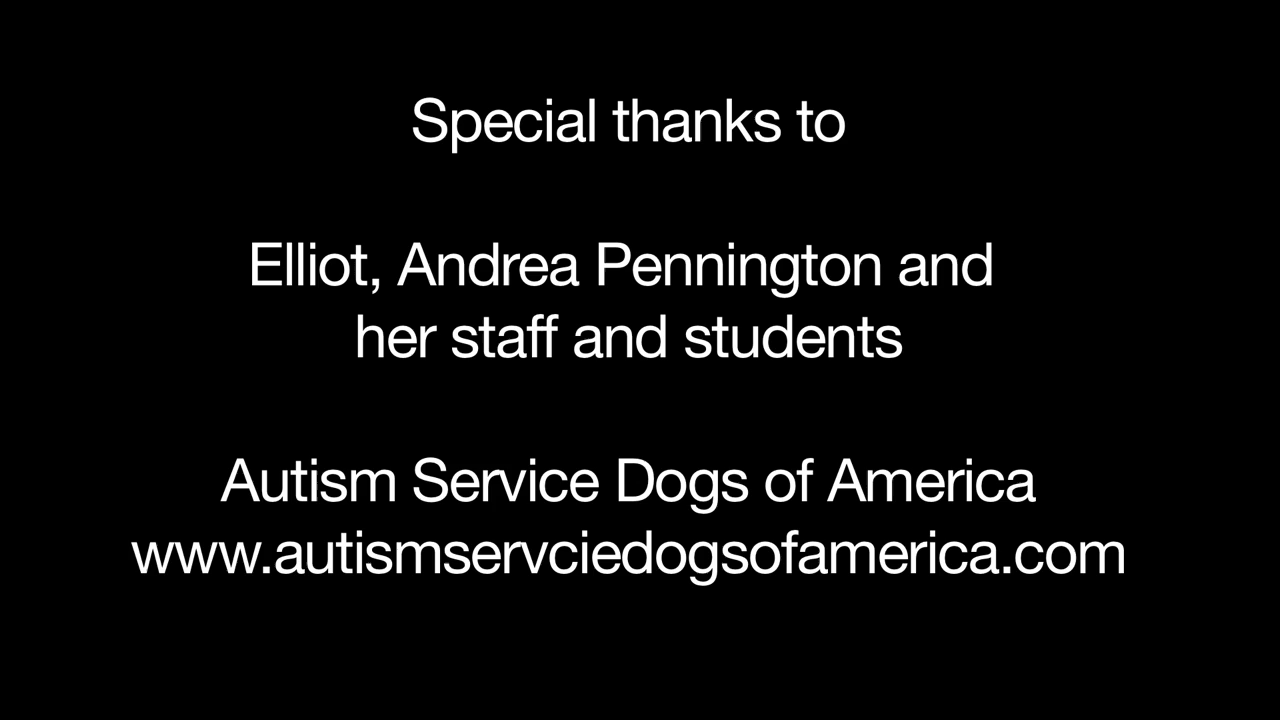 Special thanks to
Elliot, Andrea Pennington and
her staff and students
Autism Service Dogs of America
www.autismservciedogsofamerica.com